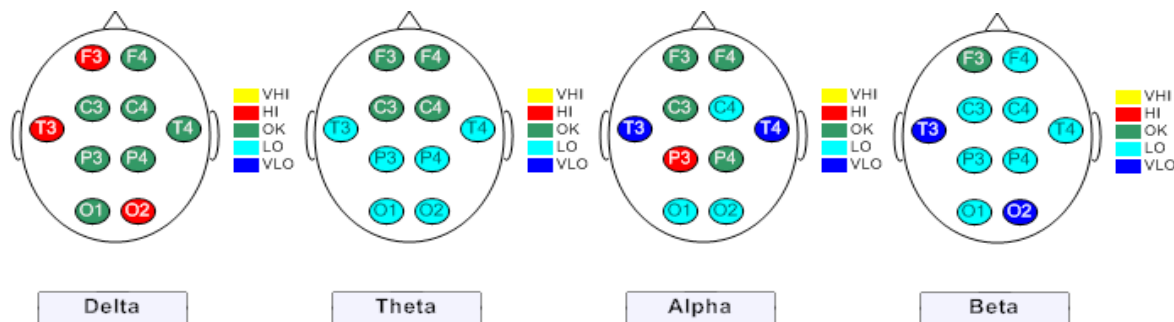 F3 F4 F3 F4 F3 F4 F3 F4
VHI VHI VHI VHI
C3 C4 HI C3 C4 HI C3 C4 HI C3 C4 HI
T3 T4 OK T3 T4 OK T3 T4 OK T3 T4 OK
P3 P4 LO P3 P4 LO P3 P4 LO P3 P4 LO
VLO VLO VLO VLO
O1 O2 O1 O2 O1 O2 O1 O2
Delta Theta Alpha Beta